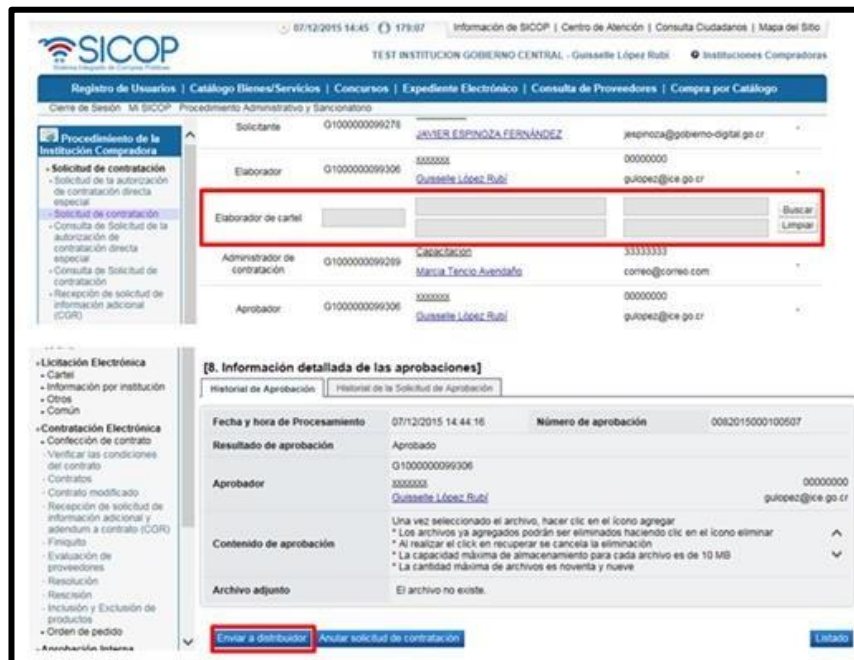 07/12/2015 14:45 179:07 Información de SICOP | Centro de Atención | Consulta Ciudadanos | Mapa del Sitio
SICOP
TEST INSTITUCION GOBIERNO CENTRAL - Guisselle López Rubí Instituciones Compradoras
Registro de Usuarios | Catálogo Bienes/Servicios | Concursos | Expediente Electrónico | Consulta de Proveedores | Compra por Catálogo
Cierre de Sesión Mi SICOP Procedimiento Administrativo y Sancionatorio
Procedimiento de la Institución Compradora
Solicitud de contratación
Solicitud de la autorización de contratación directa especial
Solicitud de contratación
Consulta de Solicitud de la autorización de contratación directa especial
Consulta de Solicitud de contratación
Recepción de solicitud de información adicional (CGR)
Solicitante G1000000099276 JAVIER ESPINOZA FERNÁNDEZ jespinoza@gobierno-digital.go.cr
Elaborador G1000000099306 xxxxxxx 00000000
Guisselle López Rubí gulopez@ice.go.cr
Elaborador de cartel Buscar
Limpiar
Administrador de contratación G1000000099289 Capacitación 33333333
Marcia Tencio Avendaño correo@correo.com
Aprobador G1000000099306 xxxxxxx 00000000
Guisselle López Rubí gulopez@ice.go.cr
Licitación Electrónica
Cartel
Información por institución
Otros
Común
Contratación Electrónica
Confección de contrato
Verificar las condiciones del contrato
Contratos
Contrato modificado
Recepción de solicitud de información adicional y adendum a contrato (CGR)
Finiquito
Evaluación de proveedores
Resolución
Rescisión
Inclusión y Exclusión de productos
Orden de pedido
Aprobación Interna
[8. Información detallada de las aprobaciones]
Historial de Aprobación Historial de la Solicitud de Aprobación
Fecha y hora de Procesamiento 07/12/2015 14:44:16 Número de aprobación 0082015000100507
Resultado de aprobación Aprobado
Aprobador G1000000099306
xxxxxxx 00000000
Guisselle López Rubí gulopez@ice.go.cr
Contenido de aprobación
Una vez seleccionado el archivo, hacer clic en el ícono agregar
* Los archivos ya agregados podrán ser eliminados haciendo clic en el ícono eliminar
* Al realizar el click en recuperar se cancela la eliminación
* La capacidad máxima de almacenamiento para cada archivo es de 10 MB
* La cantidad máxima de archivos es noventa y nueve
Archivo adjunto El archivo no existe.
Enviar a distribuidor Anular solicitud de contratación Listado